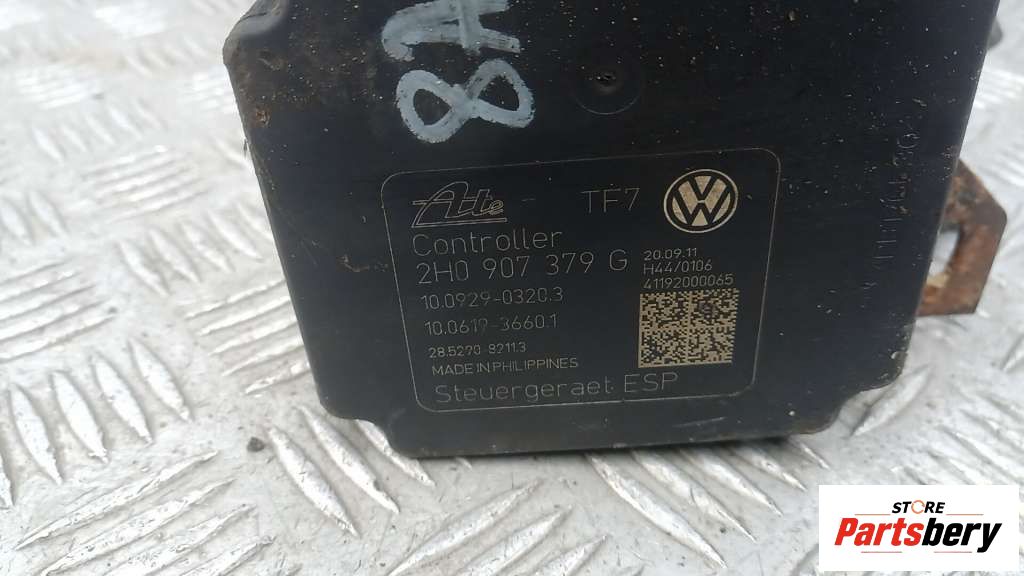 87
Ate TF7
Controller
2H0 907 379 G
20.09.11
H44/0106
41192000065
10.0929-0320.3
10.0619-3660.1
28.5290-8211.3
MADE IN PHILIPPINES
Steuergeraet ESP
STORE
Partsbery